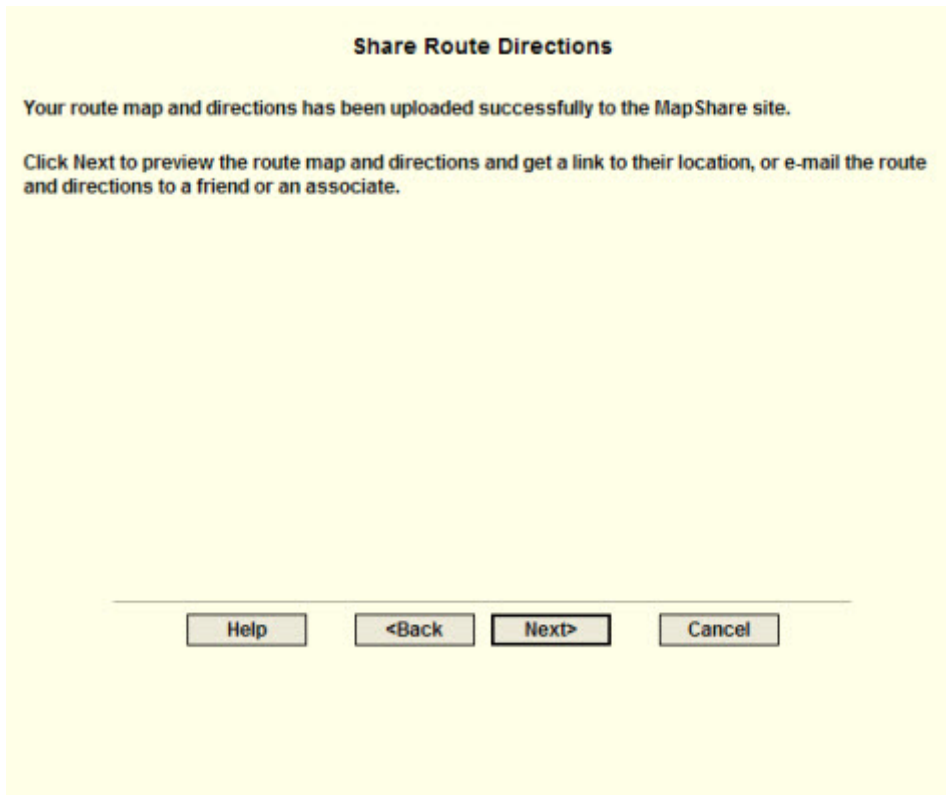 Share Route Directions
Your route map and directions has been uploaded successfully to the MapShare site.
Click Next to preview the route map and directions and get a link to their location, or e-mail the route
and directions to a friend or an associate.
Help <Back Next> Cancel